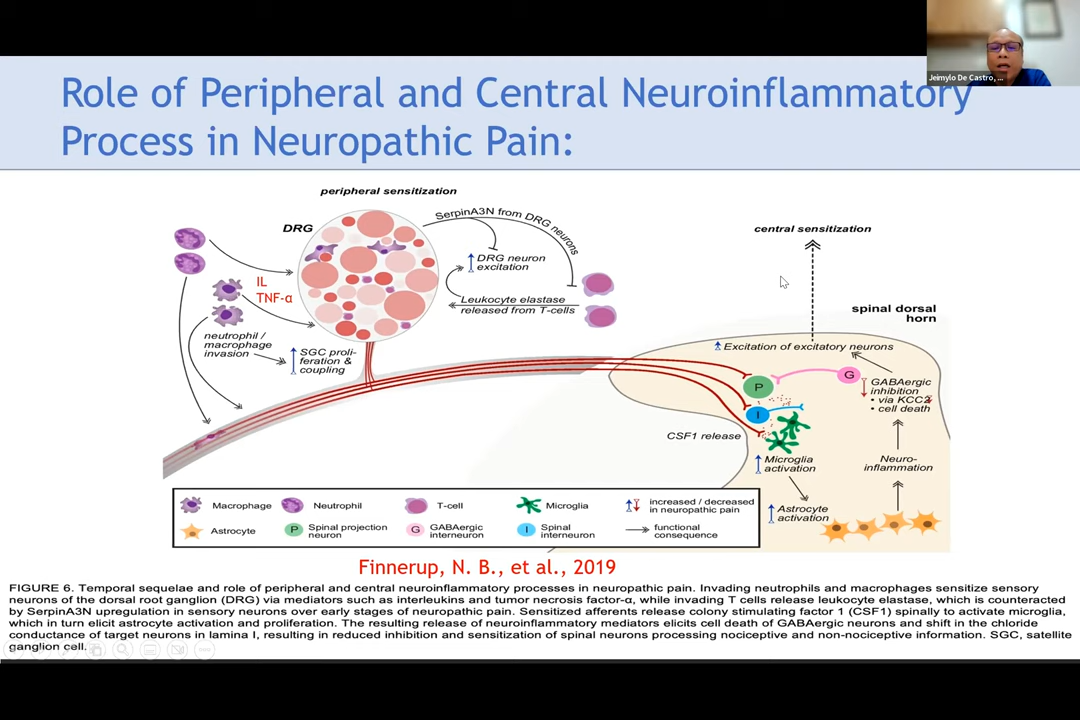 Jeimylo De Castro, ...
Role of Peripheral and Central Neuroinflammatory
Process in Neuropathic Pain:
peripheral sensitization
DRG
SerpinA3N from DRG neurons
DRG neuron
excitation
Leukocyte elastase
released from T-cells
IL
TNF-α
neutrophil /
macrophage
invasion
SGC proli-
feration &
coupling
central sensitization
spinal dorsal
horn
Excitation of excitatory neurons
P
G
I
GABAergic
inhibition
• via KCC2
• cell death
CSF1 release
Microglia
activation
Neuro-
inflammation
Astrocyte
activation
Macrophage
Neutrophil
T-cell
Microglia
increased / decreased
in neuropathic pain
Astrocyte
P
Spinal projection
neuron
G
GABAergic
interneuron
I
Spinal
interneuron
functional
consequence
Finnerup, N. B., et al., 2019
FIGURE 6. Temporal sequelae and role of peripheral and central neuroinflammatory processes in neuropathic pain. Invading neutrophils and macrophages sensitize sensory
neurons of the dorsal root ganglion (DRG) via mediators such as interleukins and tumor necrosis factor-α, while invading T cells release leukocyte elastase, which is counteracted
by SerpinA3N upregulation in sensory neurons over early stages of neuropathic pain. Sensitized afferents release colony stimulating factor 1 (CSF1) spinally to activate microglia,
which in turn elicit astrocyte activation and proliferation. The resulting release of neuroinflammatory mediators elicits cell death of GABAergic neurons and shift in the chloride
conductance of target neurons in lamina I, resulting in reduced inhibition and sensitization of spinal neurons processing nociceptive and non-nociceptive information. SGC, satellite
ganglion cell.